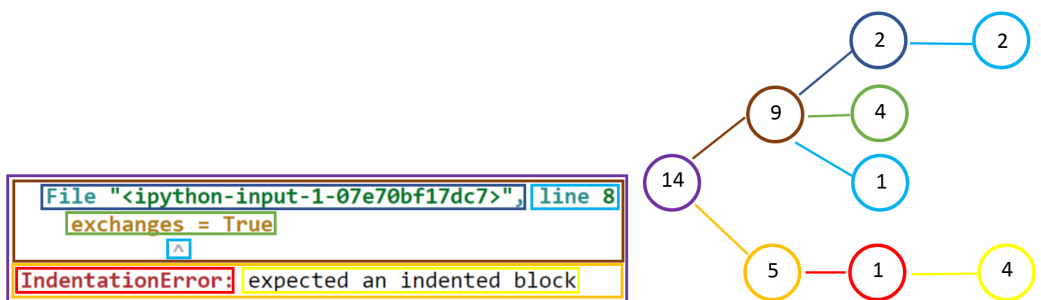 File "<ipython-input-1-07e70bf17dc7>", line 8
exchanges = True
^
IndentationError: expected an indented block
2 2
9 4
14 1
5 1 4